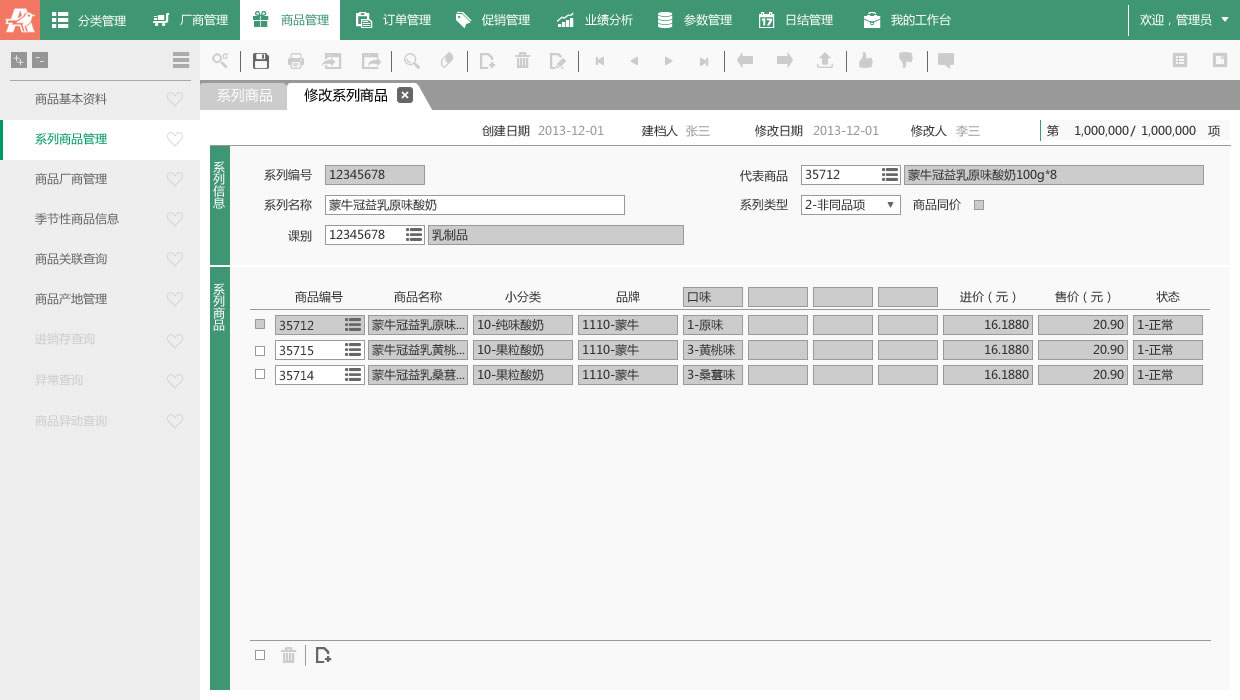 分类管理 厂商管理 商品管理 订单管理 促销管理 业绩分析 参数管理 日结管理 我的工作台 欢迎，管理员
系列商品 修改系列商品
商品基本资料
系列商品管理
商品厂商管理
季节性商品信息
商品关联查询
商品产地管理
进销存查询
异常查询
商品异动查询
创建日期 2013-12-01 建档人 张三 修改日期 2013-12-01 修改人 李三 第 1,000,000/ 1,000,000 项
系列信息
系列编号 12345678 代表商品 35712 蒙牛冠益乳原味酸奶100g*8
系列名称 蒙牛冠益乳原味酸奶 系列类型 2-非同品项 商品同价
课别 12345678 乳制品
系列商品
商品编号 商品名称 小分类 品牌 口味 进价（元） 售价（元） 状态
35712 蒙牛冠益乳原味... 10-纯味酸奶 1110-蒙牛 1-原味 16.1880 20.90 1-正常
35715 蒙牛冠益乳黄桃... 10-果粒酸奶 1110-蒙牛 3-黄桃味 16.1880 20.90 1-正常
35714 蒙牛冠益乳桑葚... 10-果粒酸奶 1110-蒙牛 3-桑葚味 16.1880 20.90 1-正常